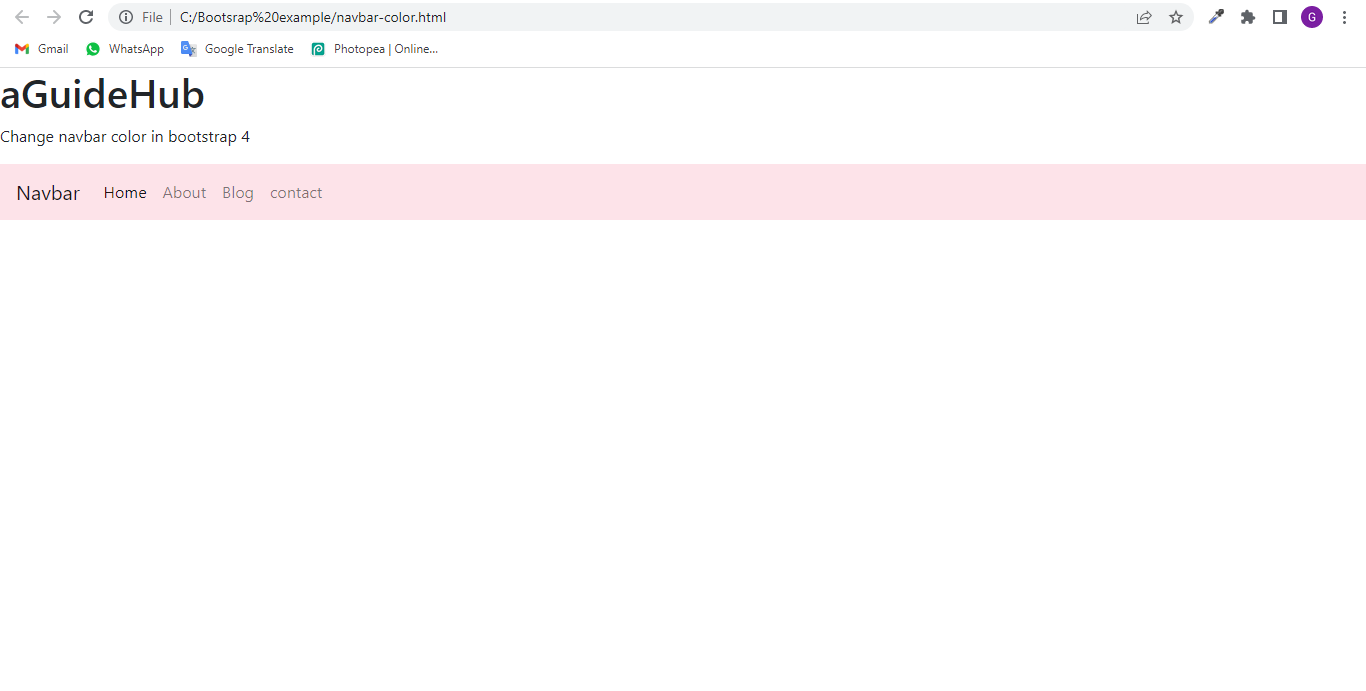 File C:/Bootsrap%20example/navbar-color.html G
Gmail WhatsApp Google Translate Photopea | Online...
aGuideHub
Change navbar color in bootstrap 4
Navbar Home About Blog contact